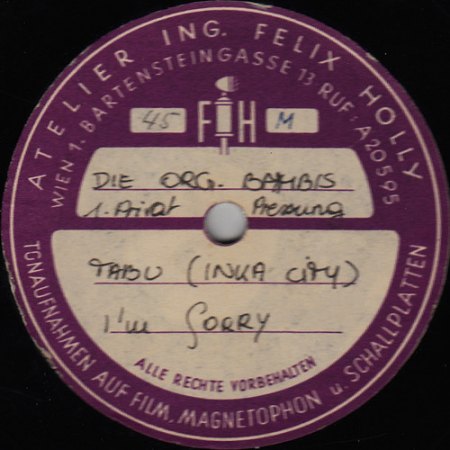 ATELIER ING. FELIX HOLLY
WIEN 1. BARTENSTEINGASSE 13 RUF: A20595
45 FH M
DIE ORG. BAMBIS
1. Privat Pressung
TABU (INKA CITY)
I'm SORRY
ALLE RECHTE VORBEHALTEN
TONAUFNAHMEN AUF FILM, MAGNETOPHON u. SCHALLPLATTEN